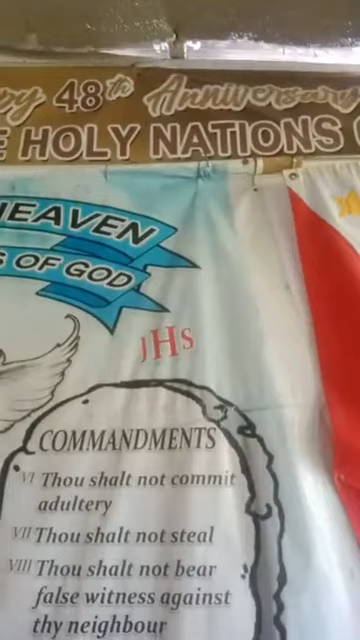 48th Anniversary
HOLY NATIONS
HEAVEN
OF GOD
JHS
COMMANDMENTS
VI Thou shalt not commit
adultery
VII Thou shalt not steal
VIII Thou shalt not bear
false witness against
thy neighbour